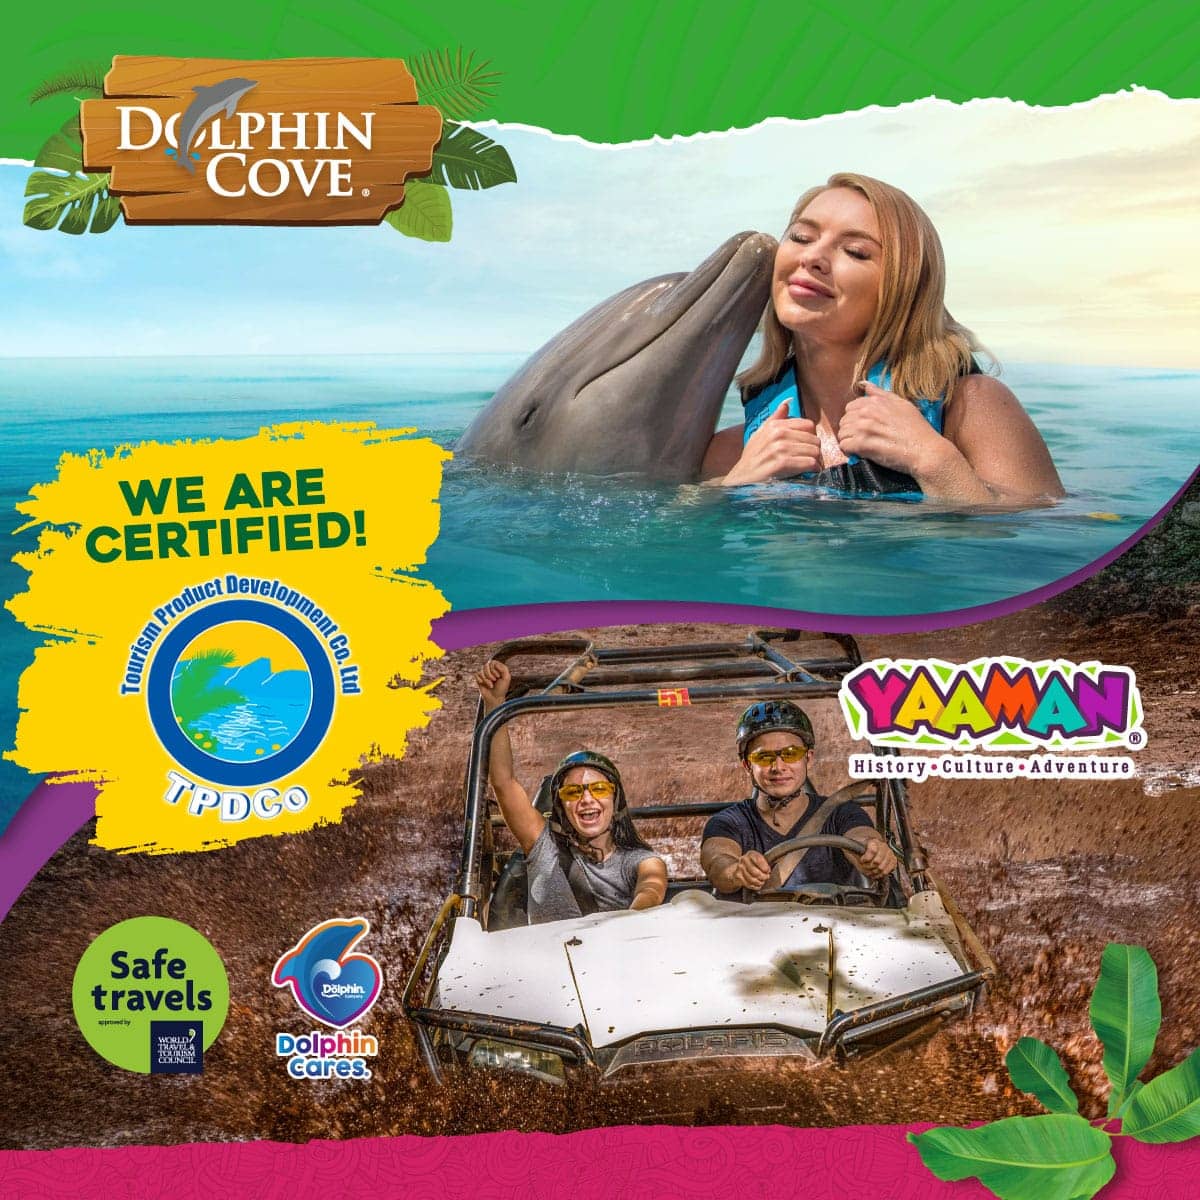 DOLPHIN
COVE®
WE ARE
CERTIFIED!
Tourism Product Development Co. Ltd
TPDCo
51
YAAMAN®
History • Culture • Adventure
Safe
travels
approved by
WORLD
TRAVEL &
TOURISM
COUNCIL
Dolphin
Company
Dolphin
Cares.
POLARIS